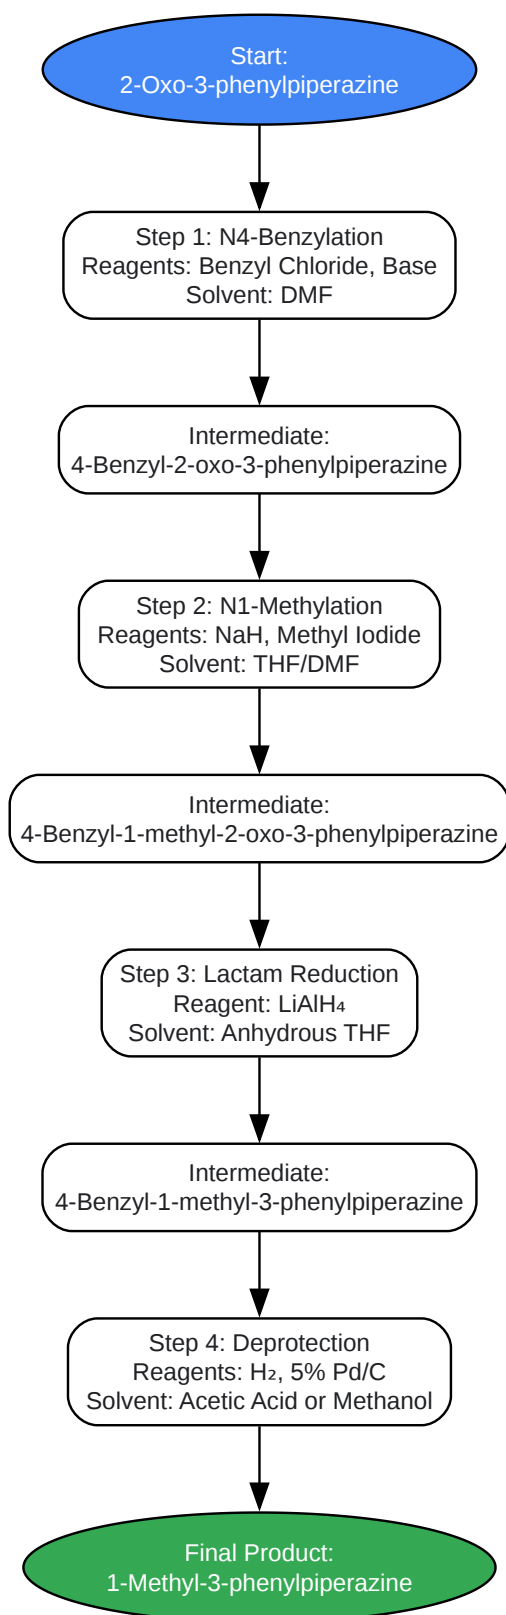 Start:
2-Oxo-3-phenylpiperazine
Step 1: N4-Benzylation
Reagents: Benzyl Chloride, Base
Solvent: DMF
Intermediate:
4-Benzyl-2-oxo-3-phenylpiperazine
Step 2: N1-Methylation
Reagents: NaH, Methyl Iodide
Solvent: THF/DMF
Intermediate:
4-Benzyl-1-methyl-2-oxo-3-phenylpiperazine
Step 3: Lactam Reduction
Reagent: LiAlH₄
Solvent: Anhydrous THF
Intermediate:
4-Benzyl-1-methyl-3-phenylpiperazine
Step 4: Deprotection
Reagents: H₂, 5% Pd/C
Solvent: Acetic Acid or Methanol
Final Product:
1-Methyl-3-phenylpiperazine